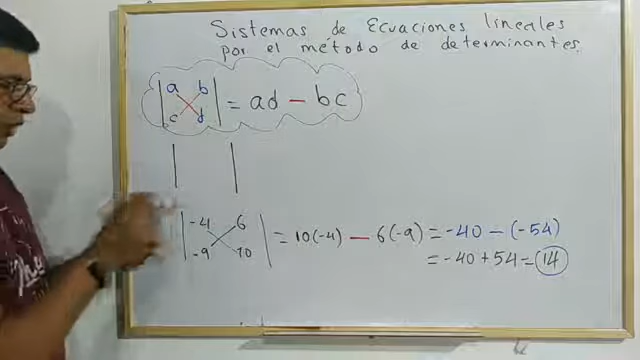 Sistemas de Ecuaciones lineales
por el método de determinantes.
|a b| = ad - bc
|c d|
|-4 6| = 10(-4) - 6(-9) = -40 - (-54)
|-9 10| = -40 + 54 = 14